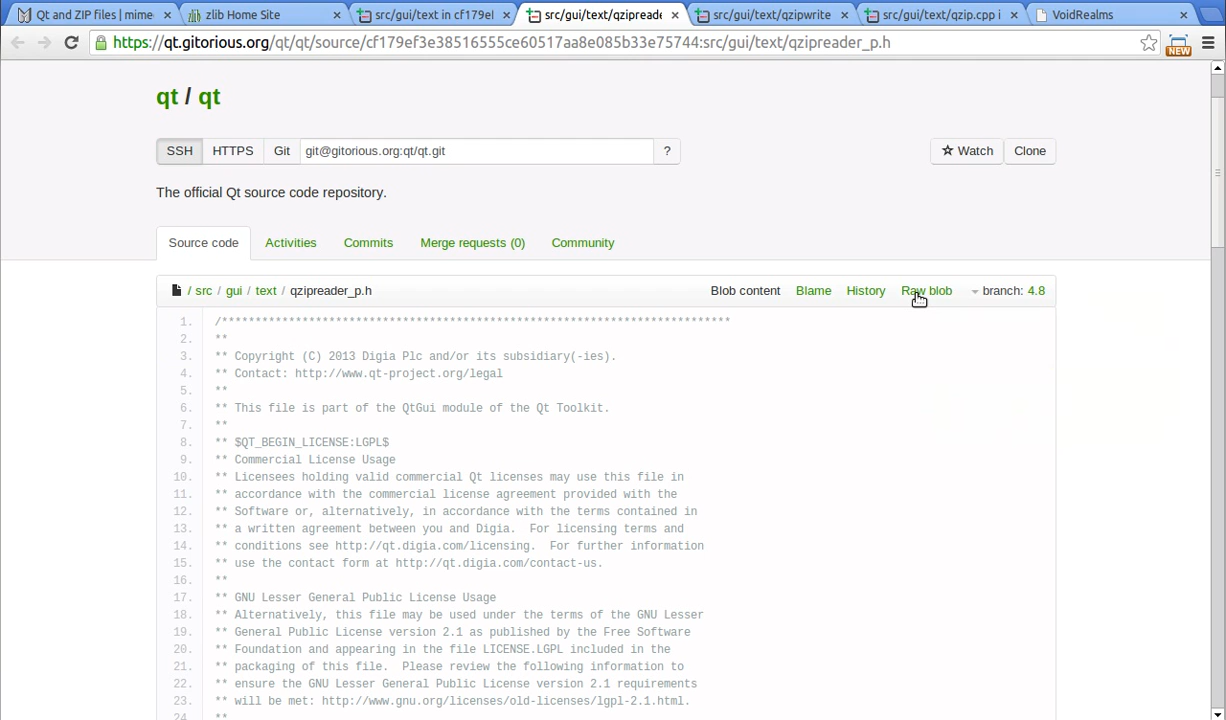 Qt and ZIP files | mime
zlib Home Site
src/gui/text in cf179ef
src/gui/text/qzipreade
src/gui/text/qzipwrite
src/gui/text/qzip.cpp i
VoidRealms
https://qt.gitorious.org/qt/qt/source/cf179ef3e38516555ce60517aa8e085b33e75744:src/gui/text/qzipreader_p.h
NEW
qt / qt
SSH HTTPS Git git@gitorious.org:qt/qt.git ? Watch Clone
The official Qt source code repository.
Source code Activities Commits Merge requests (0) Community
/ src / gui / text / qzipreader_p.h Blob content Blame History Raw blob branch: 4.8
1. /****************************************************************************
2. **
3. ** Copyright (C) 2013 Digia Plc and/or its subsidiary(-ies).
4. ** Contact: http://www.qt-project.org/legal
5. **
6. ** This file is part of the QtGui module of the Qt Toolkit.
7. **
8. ** $QT_BEGIN_LICENSE:LGPL$
9. ** Commercial License Usage
10. ** Licensees holding valid commercial Qt licenses may use this file in
11. ** accordance with the commercial license agreement provided with the
12. ** Software or, alternatively, in accordance with the terms contained in
13. ** a written agreement between you and Digia.  For licensing terms and
14. ** conditions see http://qt.digia.com/licensing.  For further information
15. ** use the contact form at http://qt.digia.com/contact-us.
16. **
17. ** GNU Lesser General Public License Usage
18. ** Alternatively, this file may be used under the terms of the GNU Lesser
19. ** General Public License version 2.1 as published by the Free Software
20. ** Foundation and appearing in the file LICENSE.LGPL included in the
21. ** packaging of this file.  Please review the following information to
22. ** ensure the GNU Lesser General Public License version 2.1 requirements
23. ** will be met: http://www.gnu.org/licenses/old-licenses/lgpl-2.1.html.
24. **